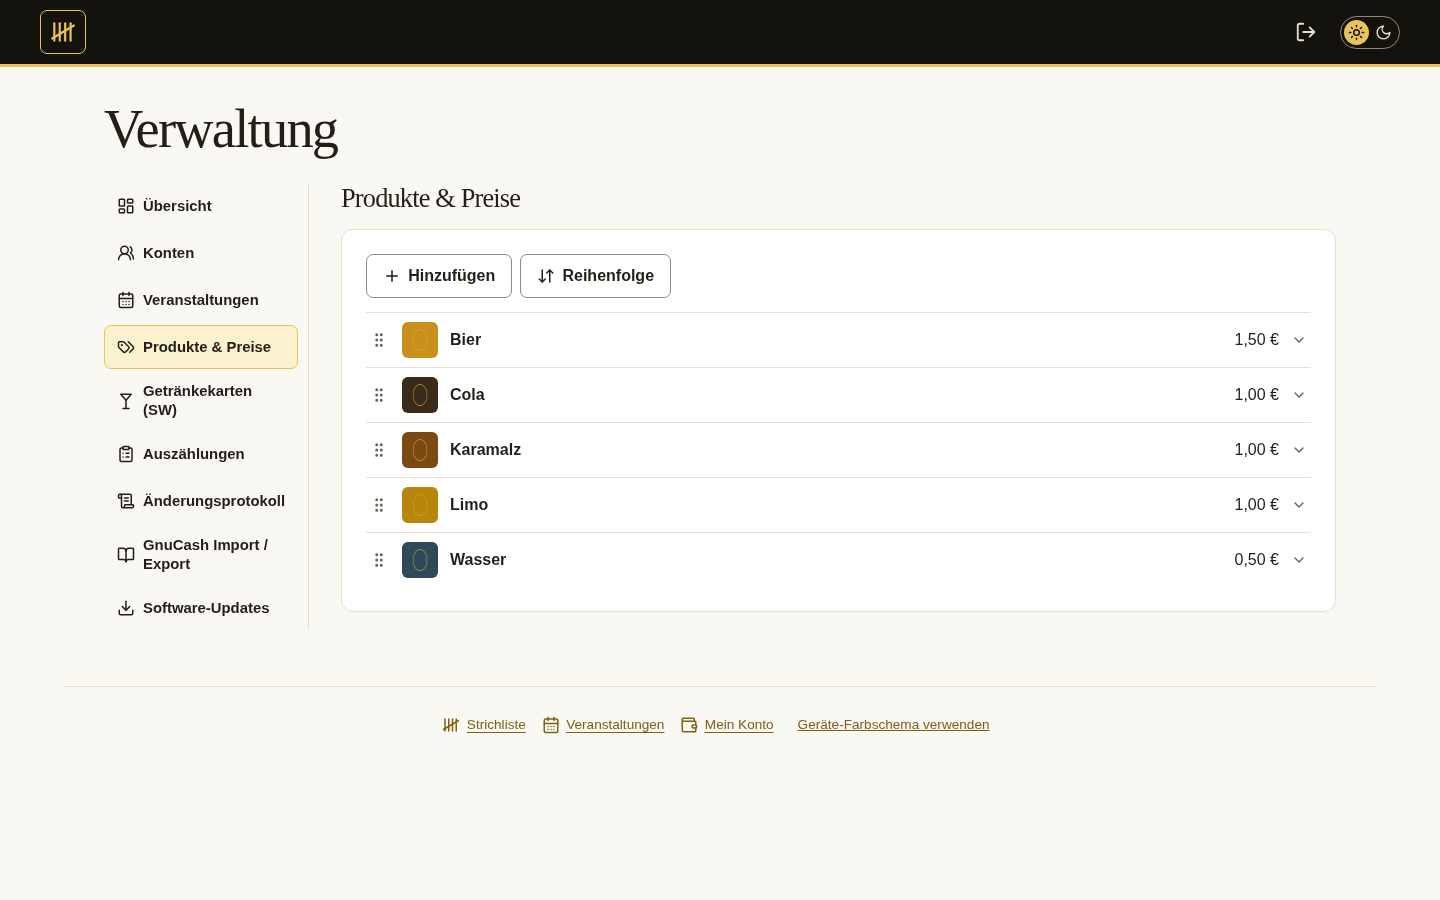 Verwaltung
Übersicht
Konten
Veranstaltungen
Produkte & Preise
Getränkekarten
(SW)
Auszählungen
Änderungsprotokoll
GnuCash Import /
Export
Software-Updates
Produkte & Preise
Hinzufügen
Reihenfolge
Bier 1,50 €
Cola 1,00 €
Karamalz 1,00 €
Limo 1,00 €
Wasser 0,50 €
Strichliste Veranstaltungen Mein Konto Geräte-Farbschema verwenden